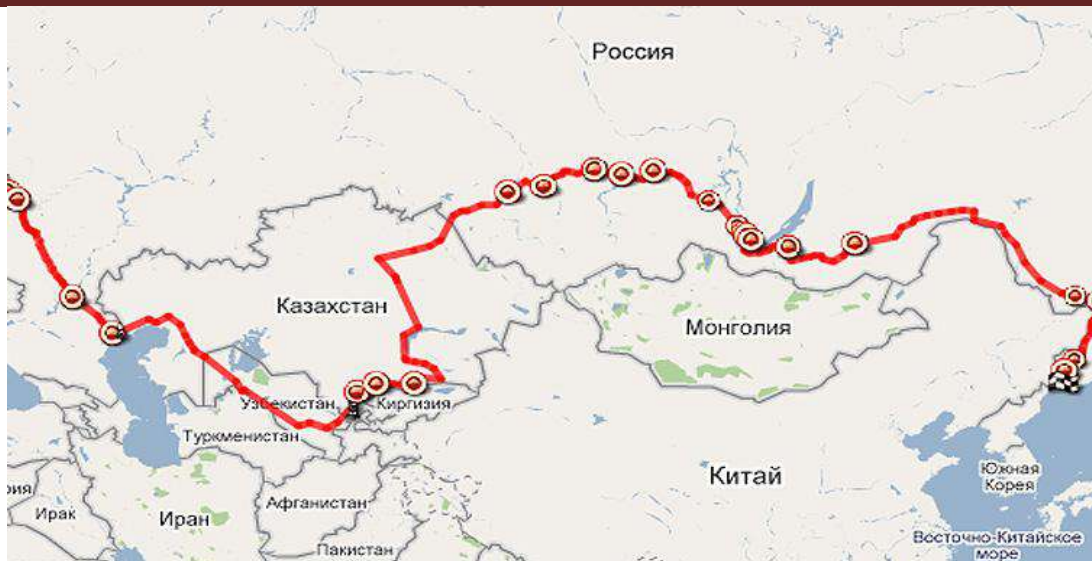 Россия
Казахстан
Монголия
Узбекистан
Киргизия
Туркменистан
Китай
Южная
Корея
Афганистан
Ирак
Иран
Пакистан
Восточно-Китайское
море